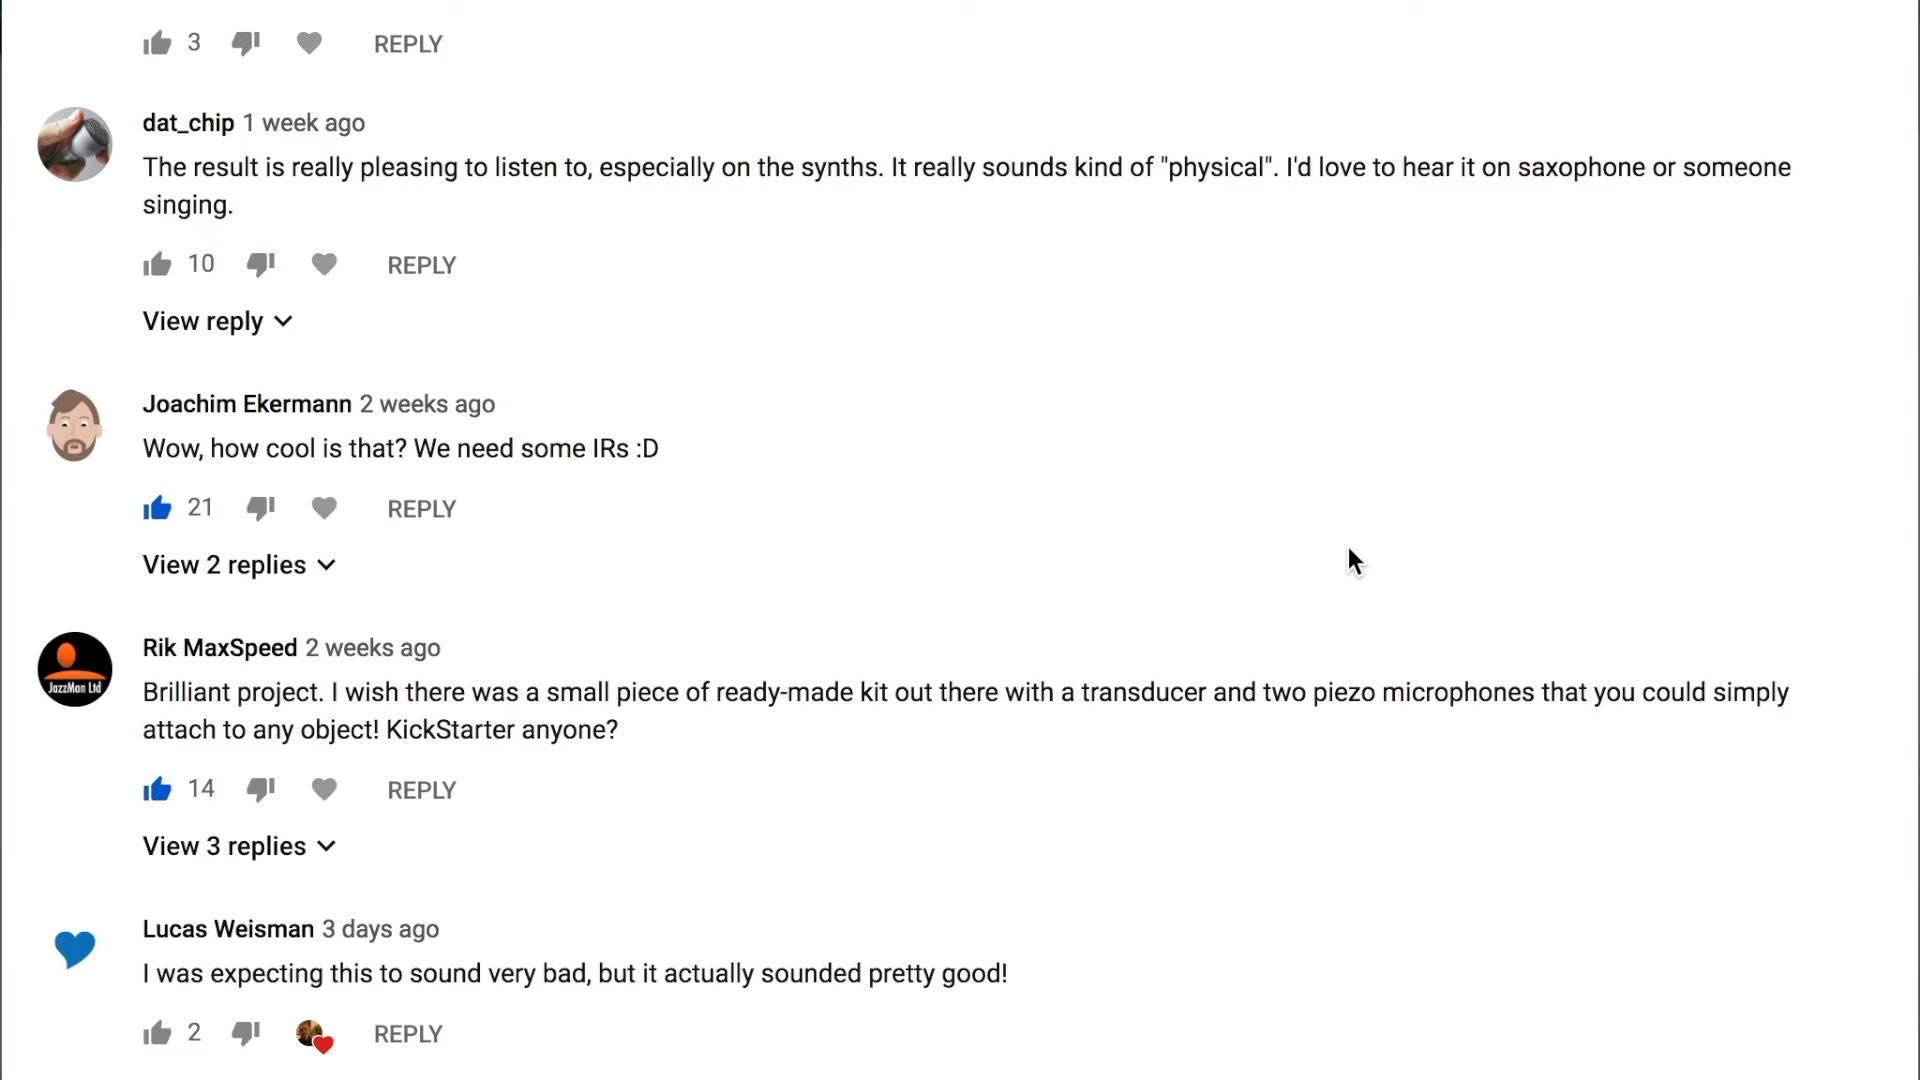 3 REPLY
dat_chip 1 week ago
The result is really pleasing to listen to, especially on the synths. It really sounds kind of "physical". I'd love to hear it on saxophone or someone
singing.
10 REPLY
View reply
Joachim Ekermann 2 weeks ago
Wow, how cool is that? We need some IRs :D
21 REPLY
View 2 replies
JazzMan Ltd
Rik MaxSpeed 2 weeks ago
Brilliant project. I wish there was a small piece of ready-made kit out there with a transducer and two piezo microphones that you could simply
attach to any object! KickStarter anyone?
14 REPLY
View 3 replies
Lucas Weisman 3 days ago
I was expecting this to sound very bad, but it actually sounded pretty good!
2 REPLY